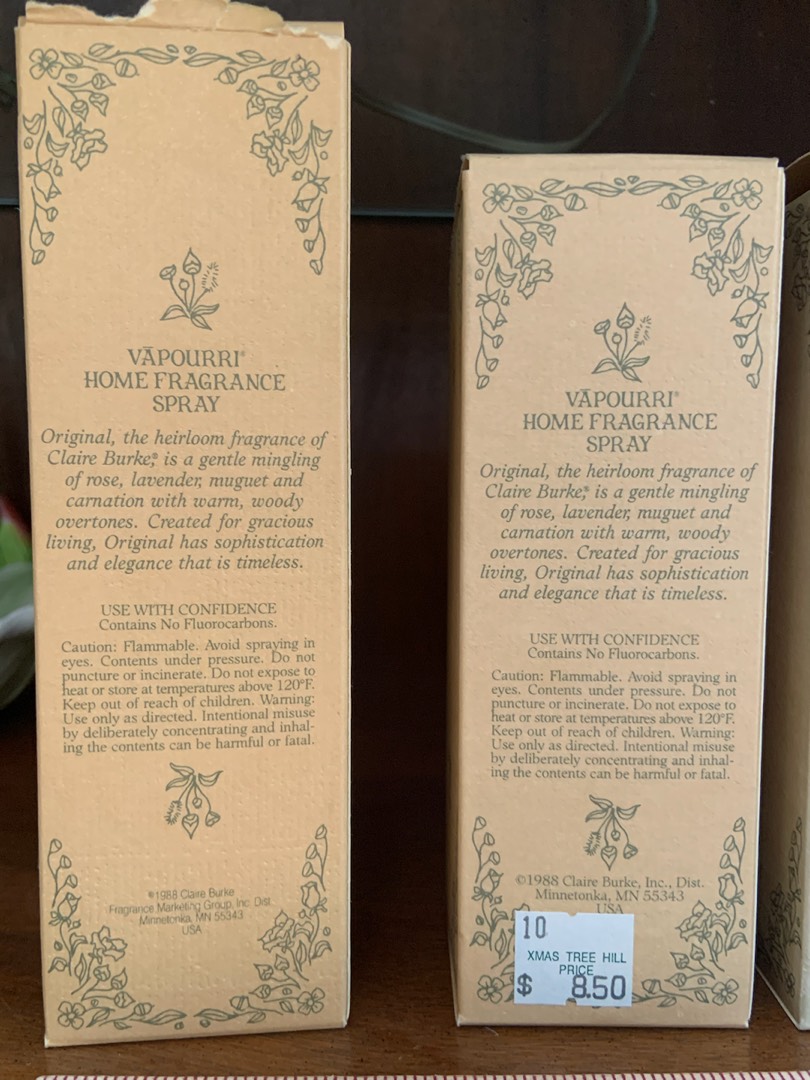 VĀPOURRI®
HOME FRAGRANCE
SPRAY
Original, the heirloom fragrance of
Claire Burke,® is a gentle mingling
of rose, lavender, muguet and
carnation with warm, woody
overtones. Created for gracious
living, Original has sophistication
and elegance that is timeless.
USE WITH CONFIDENCE
Contains No Fluorocarbons.
Caution: Flammable. Avoid spraying in
eyes. Contents under pressure. Do not
puncture or incinerate. Do not expose to
heat or store at temperatures above 120°F.
Keep out of reach of children. Warning:
Use only as directed. Intentional misuse
by deliberately concentrating and inhal-
ing the contents can be harmful or fatal.
©1988 Claire Burke
Fragrance Marketing Group, Inc. Dist.
Minnetonka, MN 55343
USA
VĀPOURRI®
HOME FRAGRANCE
SPRAY
Original, the heirloom fragrance of
Claire Burke,® is a gentle mingling
of rose, lavender, muguet and
carnation with warm, woody
overtones. Created for gracious
living, Original has sophistication
and elegance that is timeless.
USE WITH CONFIDENCE
Contains No Fluorocarbons.
Caution: Flammable. Avoid spraying in
eyes. Contents under pressure. Do not
puncture or incinerate. Do not expose to
heat or store at temperatures above 120°F.
Keep out of reach of children. Warning:
Use only as directed. Intentional misuse
by deliberately concentrating and inhal-
ing the contents can be harmful or fatal.
©1988 Claire Burke, Inc., Dist.
Minnetonka, MN 55343
USA
10
XMAS TREE HILL
PRICE
$ 8.50